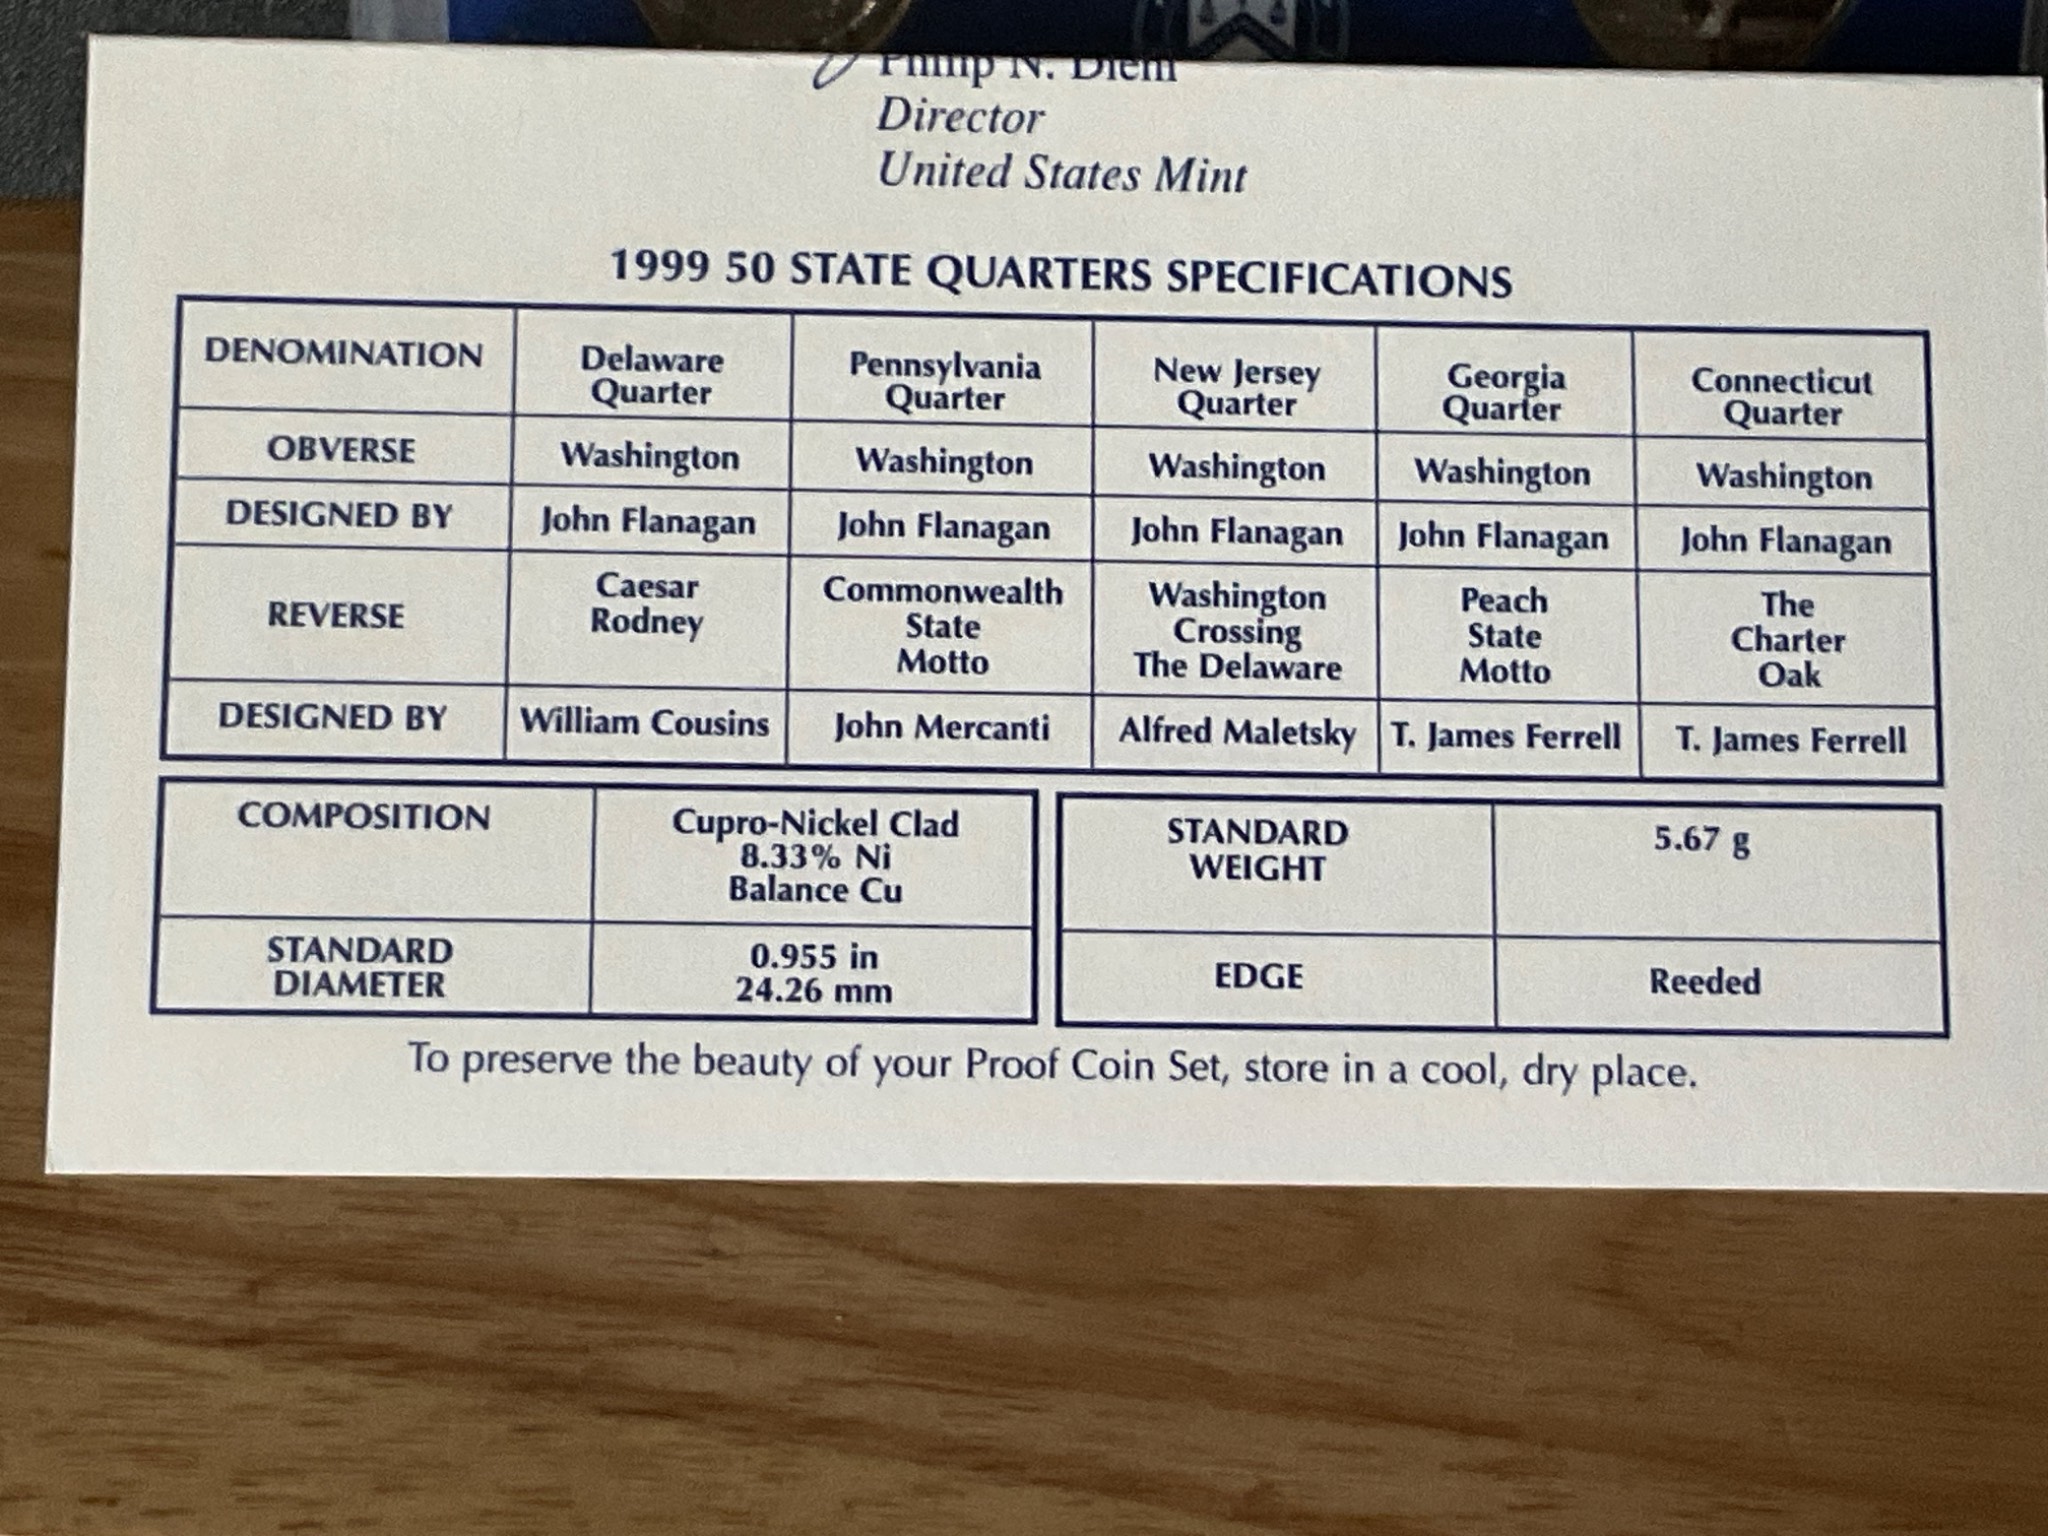 Philip N. Diehl
Director
United States Mint
1999 50 STATE QUARTERS SPECIFICATIONS
DENOMINATION Delaware Quarter Pennsylvania Quarter New Jersey Quarter Georgia Quarter Connecticut Quarter
OBVERSE Washington Washington Washington Washington Washington
DESIGNED BY John Flanagan John Flanagan John Flanagan John Flanagan John Flanagan
REVERSE Caesar Rodney Commonwealth State Motto Washington Crossing The Delaware Peach State Motto The Charter Oak
DESIGNED BY William Cousins John Mercanti Alfred Maletsky T. James Ferrell T. James Ferrell
COMPOSITION Cupro-Nickel Clad
8.33% Ni
Balance Cu
STANDARD DIAMETER 0.955 in
24.26 mm
STANDARD WEIGHT 5.67 g
EDGE Reeded
To preserve the beauty of your Proof Coin Set, store in a cool, dry place.